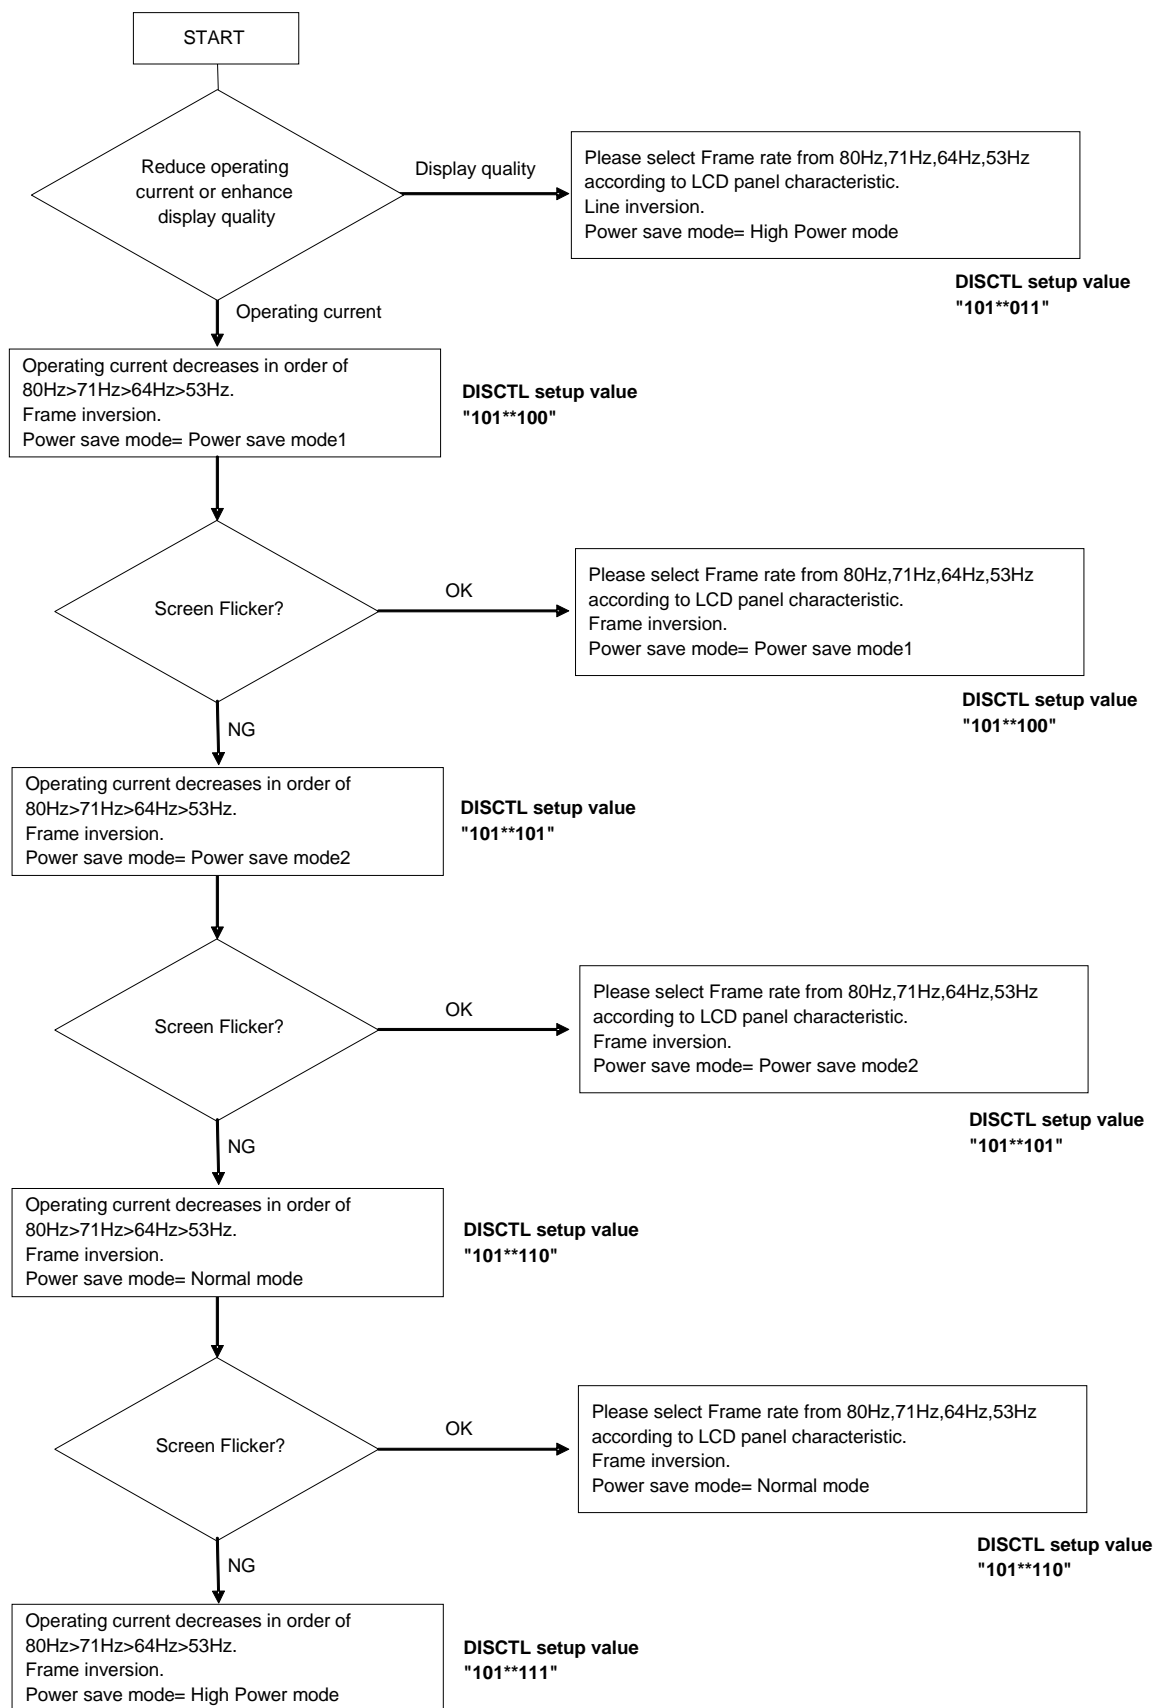 START
Reduce operating
current or enhance
display quality
Display quality
Please select Frame rate from 80Hz,71Hz,64Hz,53Hz
according to LCD panel characteristic.
Line inversion.
Power save mode= High Power mode
DISCTL setup value
"101**011"
Operating current
Operating current decreases in order of
80Hz>71Hz>64Hz>53Hz.
Frame inversion.
Power save mode= Power save mode1
DISCTL setup value
"101**100"
Screen Flicker?
OK
Please select Frame rate from 80Hz,71Hz,64Hz,53Hz
according to LCD panel characteristic.
Frame inversion.
Power save mode= Power save mode1
DISCTL setup value
"101**100"
NG
Operating current decreases in order of
80Hz>71Hz>64Hz>53Hz.
Frame inversion.
Power save mode= Power save mode2
DISCTL setup value
"101**101"
Screen Flicker?
OK
Please select Frame rate from 80Hz,71Hz,64Hz,53Hz
according to LCD panel characteristic.
Frame inversion.
Power save mode= Power save mode2
DISCTL setup value
"101**101"
NG
Operating current decreases in order of
80Hz>71Hz>64Hz>53Hz.
Frame inversion.
Power save mode= Normal mode
DISCTL setup value
"101**110"
Screen Flicker?
OK
Please select Frame rate from 80Hz,71Hz,64Hz,53Hz
according to LCD panel characteristic.
Frame inversion.
Power save mode= Normal mode
DISCTL setup value
"101**110"
NG
Operating current decreases in order of
80Hz>71Hz>64Hz>53Hz.
Frame inversion.
Power save mode= High Power mode
DISCTL setup value
"101**111"